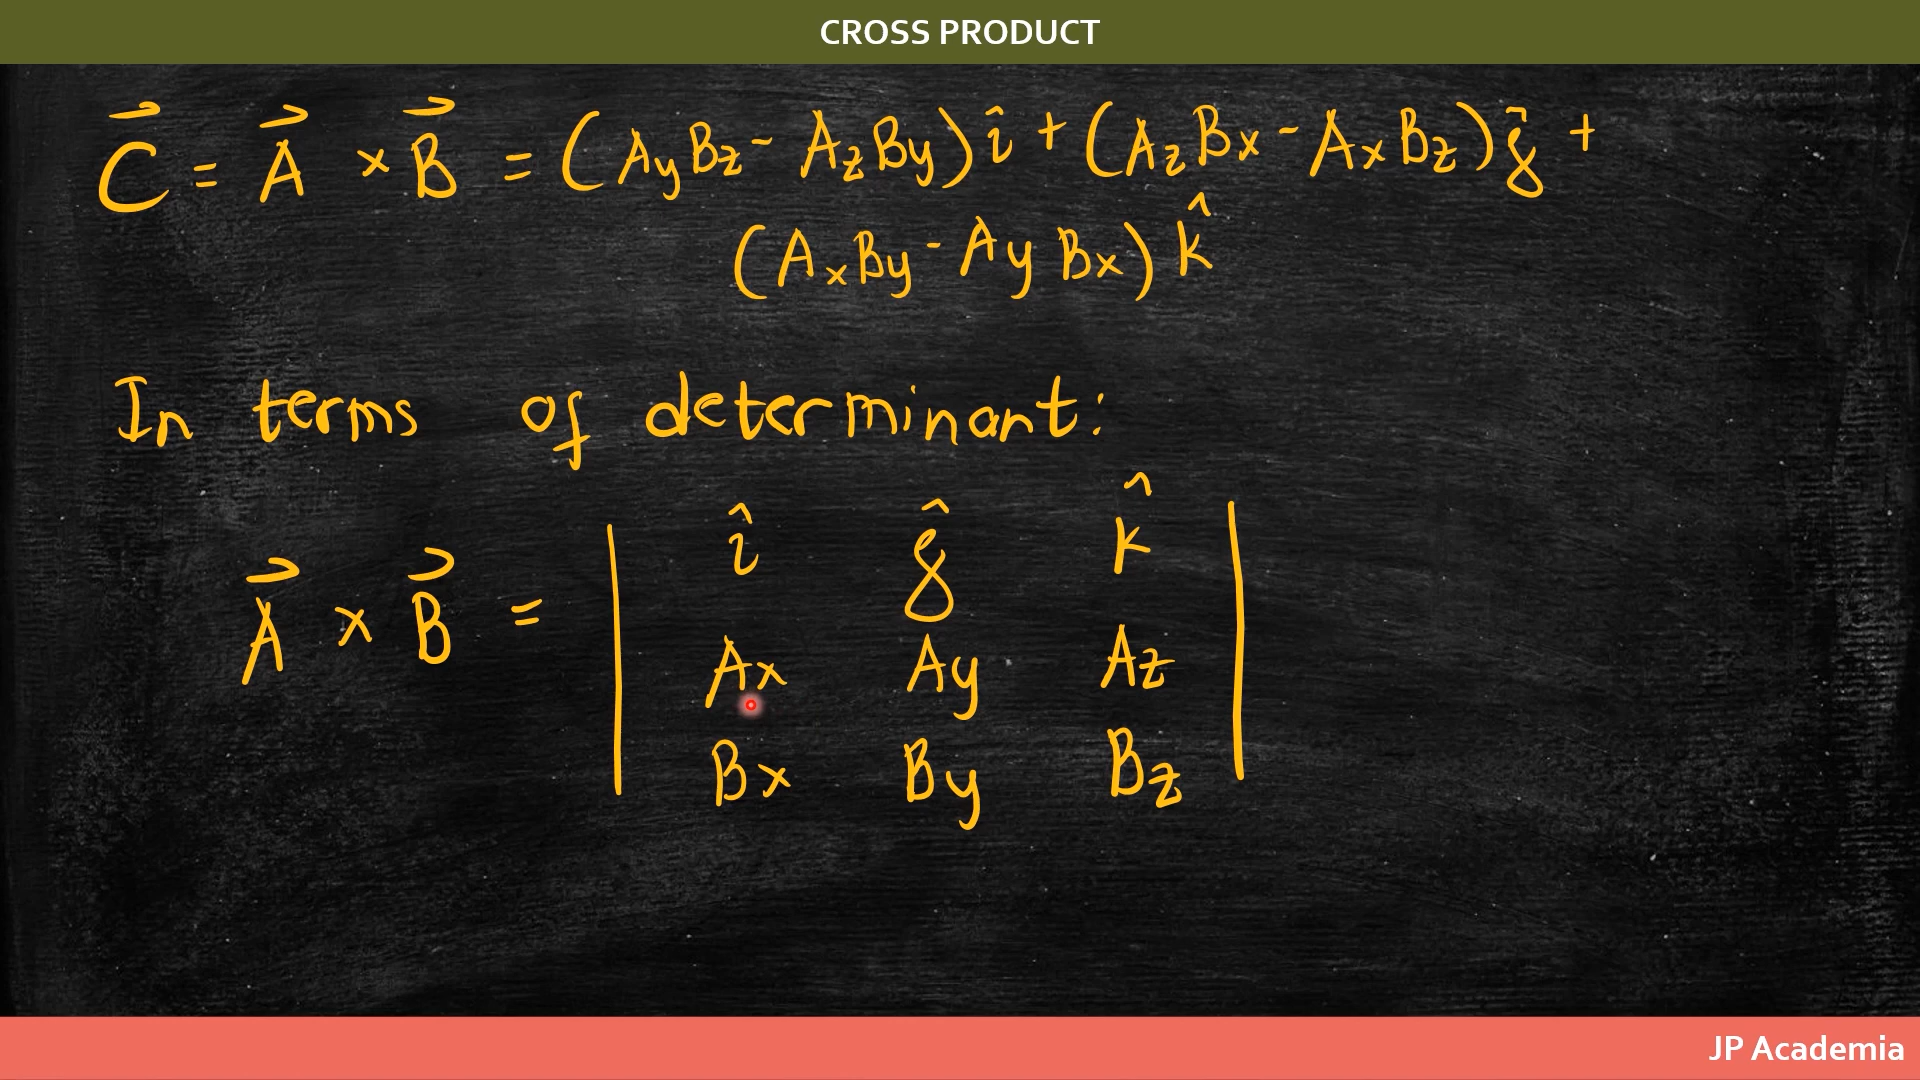 CROSS PRODUCT
C⃗ = A⃗ × B⃗ = (AyBz - AzBy) î + (AzBx - AxBz) ĵ +
(AxBy - AyBx) k̂
In terms of determinant:
î ĵ k̂
A⃗ × B⃗ =
Ax Ay Az
Bx By Bz
JP Academia